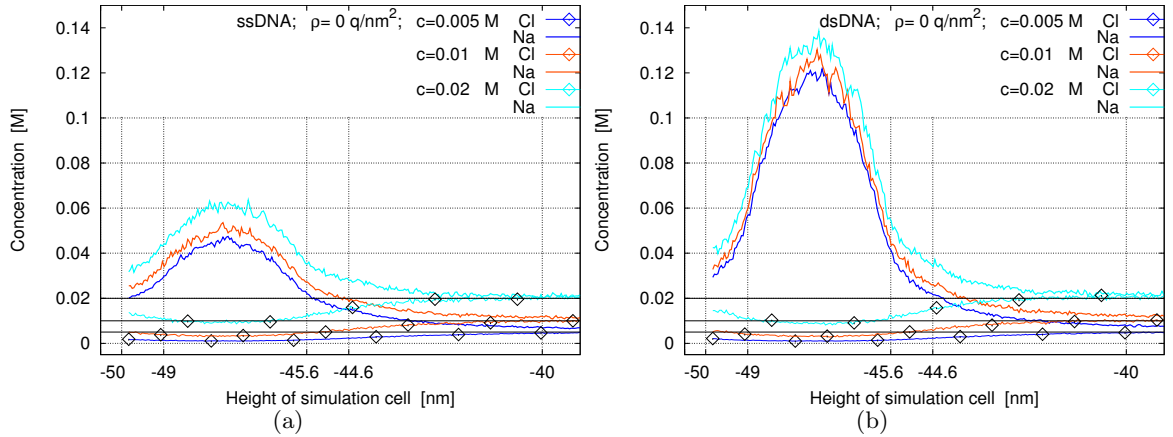 ssDNA; ρ= 0 q/nm²; c=0.005 M Cl
Na
c=0.01 M Cl
Na
c=0.02 M Cl
Na
0.14
0.12
0.1
0.08
0.06
0.04
0.02
0
Concentration [M]
-50 -49 -45.6 -44.6 -40
Height of simulation cell [nm]
(a)
dsDNA; ρ= 0 q/nm²; c=0.005 M Cl
Na
c=0.01 M Cl
Na
c=0.02 M Cl
Na
0.14
0.12
0.1
0.08
0.06
0.04
0.02
0
Concentration [M]
-50 -49 -45.6 -44.6 -40
Height of simulation cell [nm]
(b)